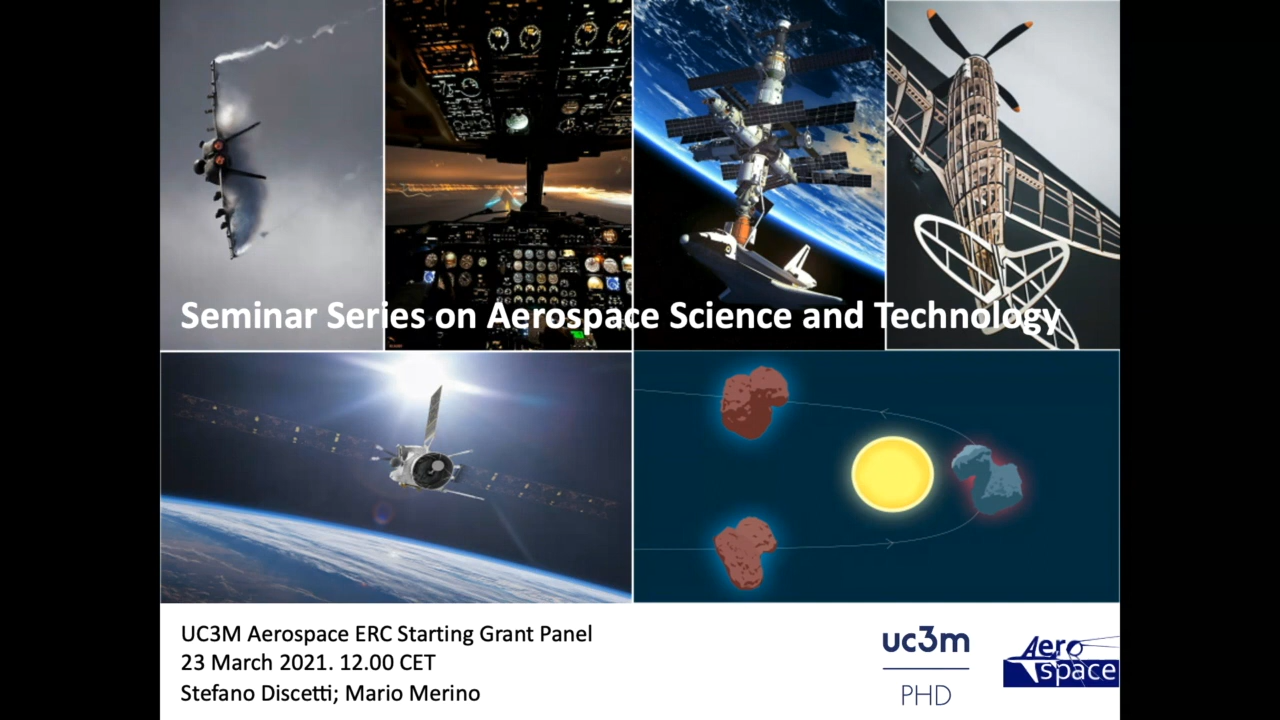 Seminar Series on Aerospace Science and Technology
UC3M Aerospace ERC Starting Grant Panel
23 March 2021. 12.00 CET
Stefano Discetti; Mario Merino
uc3m
PHD
Aero
space